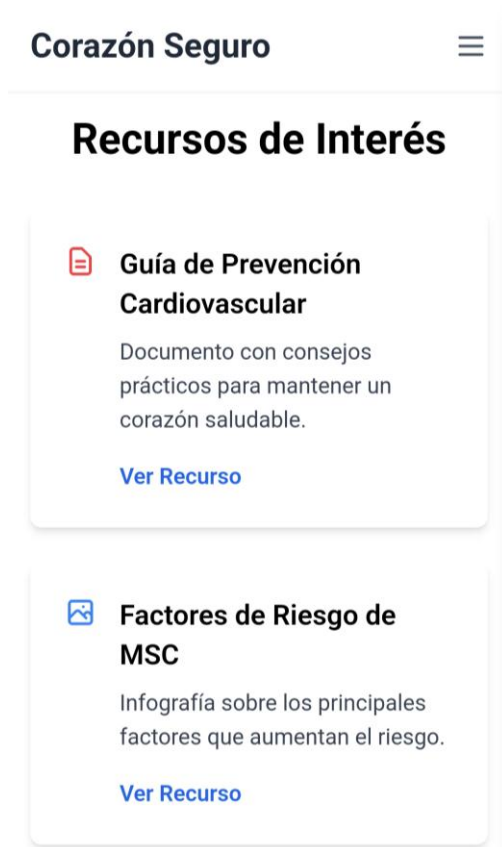 Corazón Seguro
Recursos de Interés
Guía de Prevención
Cardiovascular
Documento con consejos
prácticos para mantener un
corazón saludable.
Ver Recurso
Factores de Riesgo de
MSC
Infografía sobre los principales
factores que aumentan el riesgo.
Ver Recurso